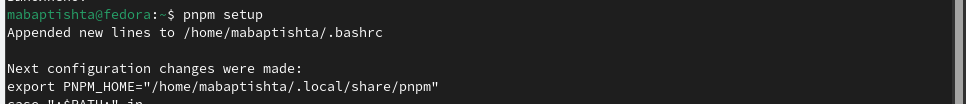 mabaptishta@fedora:~$ pnpm setup
Appended new lines to /home/mabaptishta/.bashrc
Next configuration changes were made:
export PNPM_HOME="/home/mabaptishta/.local/share/pnpm"
case ":$PATH:" in